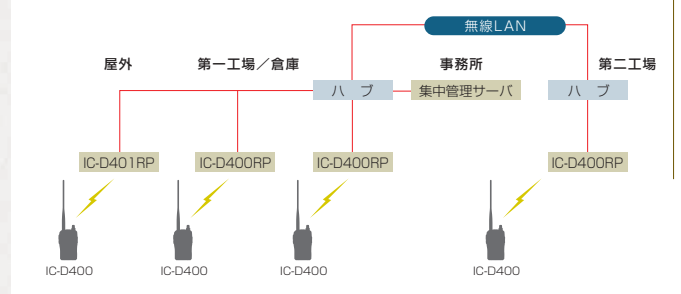 無線LAN
屋外
第一工場／倉庫
事務所
第二工場
ハブ
集中管理サーバ
ハブ
IC-D401RP
IC-D400RP
IC-D400RP
IC-D400RP
IC-D400
IC-D400
IC-D400
IC-D400